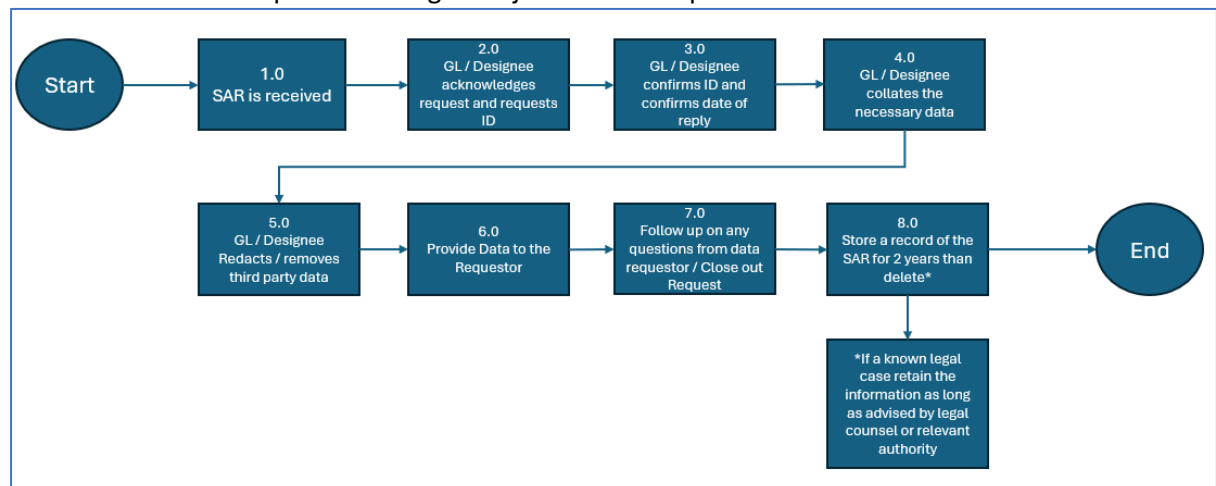 Start
1.0
SAR is received
2.0
GL / Designee
acknowledges
request and requests
ID
3.0
GL / Designee
confirms ID and
confirms date of
reply
4.0
GL / Designee
collates the
necessary data
5.0
GL / Designee
Redacts / removes
third party data
6.0
Provide Data to the
Requestor
7.0
Follow up on any
questions from data
requestor / Close out
Request
8.0
Store a record of the
SAR for 2 years than
delete*
End
*If a known legal
case retain the
information as long
as advised by legal
counsel or relevant
authority